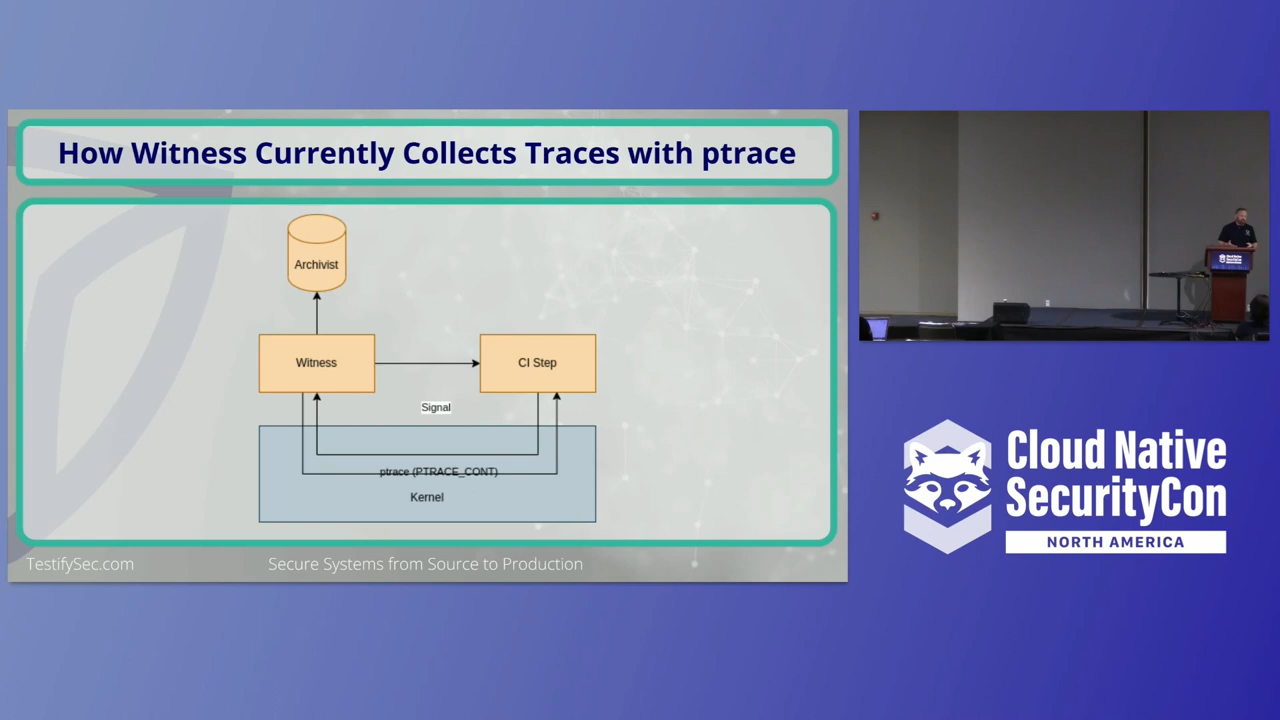 How Witness Currently Collects Traces with ptrace
Archivist
Witness
CI Step
Signal
ptrace (PTRACE_CONT)
Kernel
TestifySec.com
Secure Systems from Source to Production
Cloud Native
SecurityCon
NORTH AMERICA